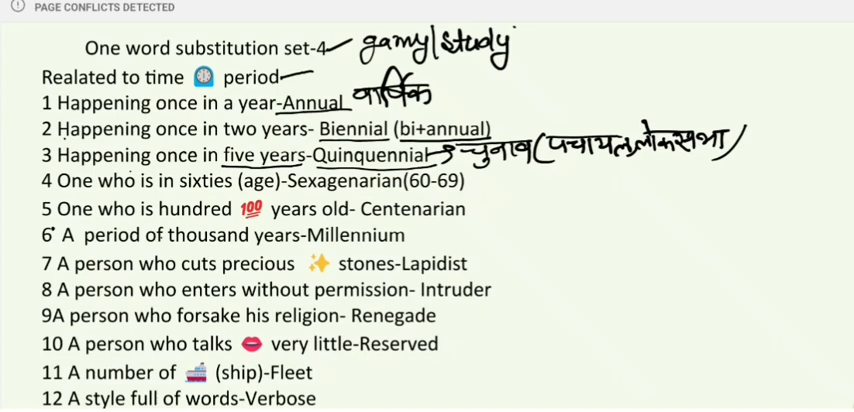 PAGE CONFLICTS DETECTED
One word substitution set-4 gamy|study
Realated to time period
1 Happening once in a year-Annual वार्षिक
2 Happening once in two years- Biennial (bi+annual)
3 Happening once in five years-Quinquennial चुनाव (पंचायत, लोकसभा)
4 One who is in sixties (age)-Sexagenarian(60-69)
5 One who is hundred 💯 years old- Centenarian
6 A period of thousand years-Millennium
7 A person who cuts precious ✨ stones-Lapidist
8 A person who enters without permission- Intruder
9A person who forsake his religion- Renegade
10 A person who talks 👄 very little-Reserved
11 A number of 🚢 (ship)-Fleet
12 A style full of words-Verbose